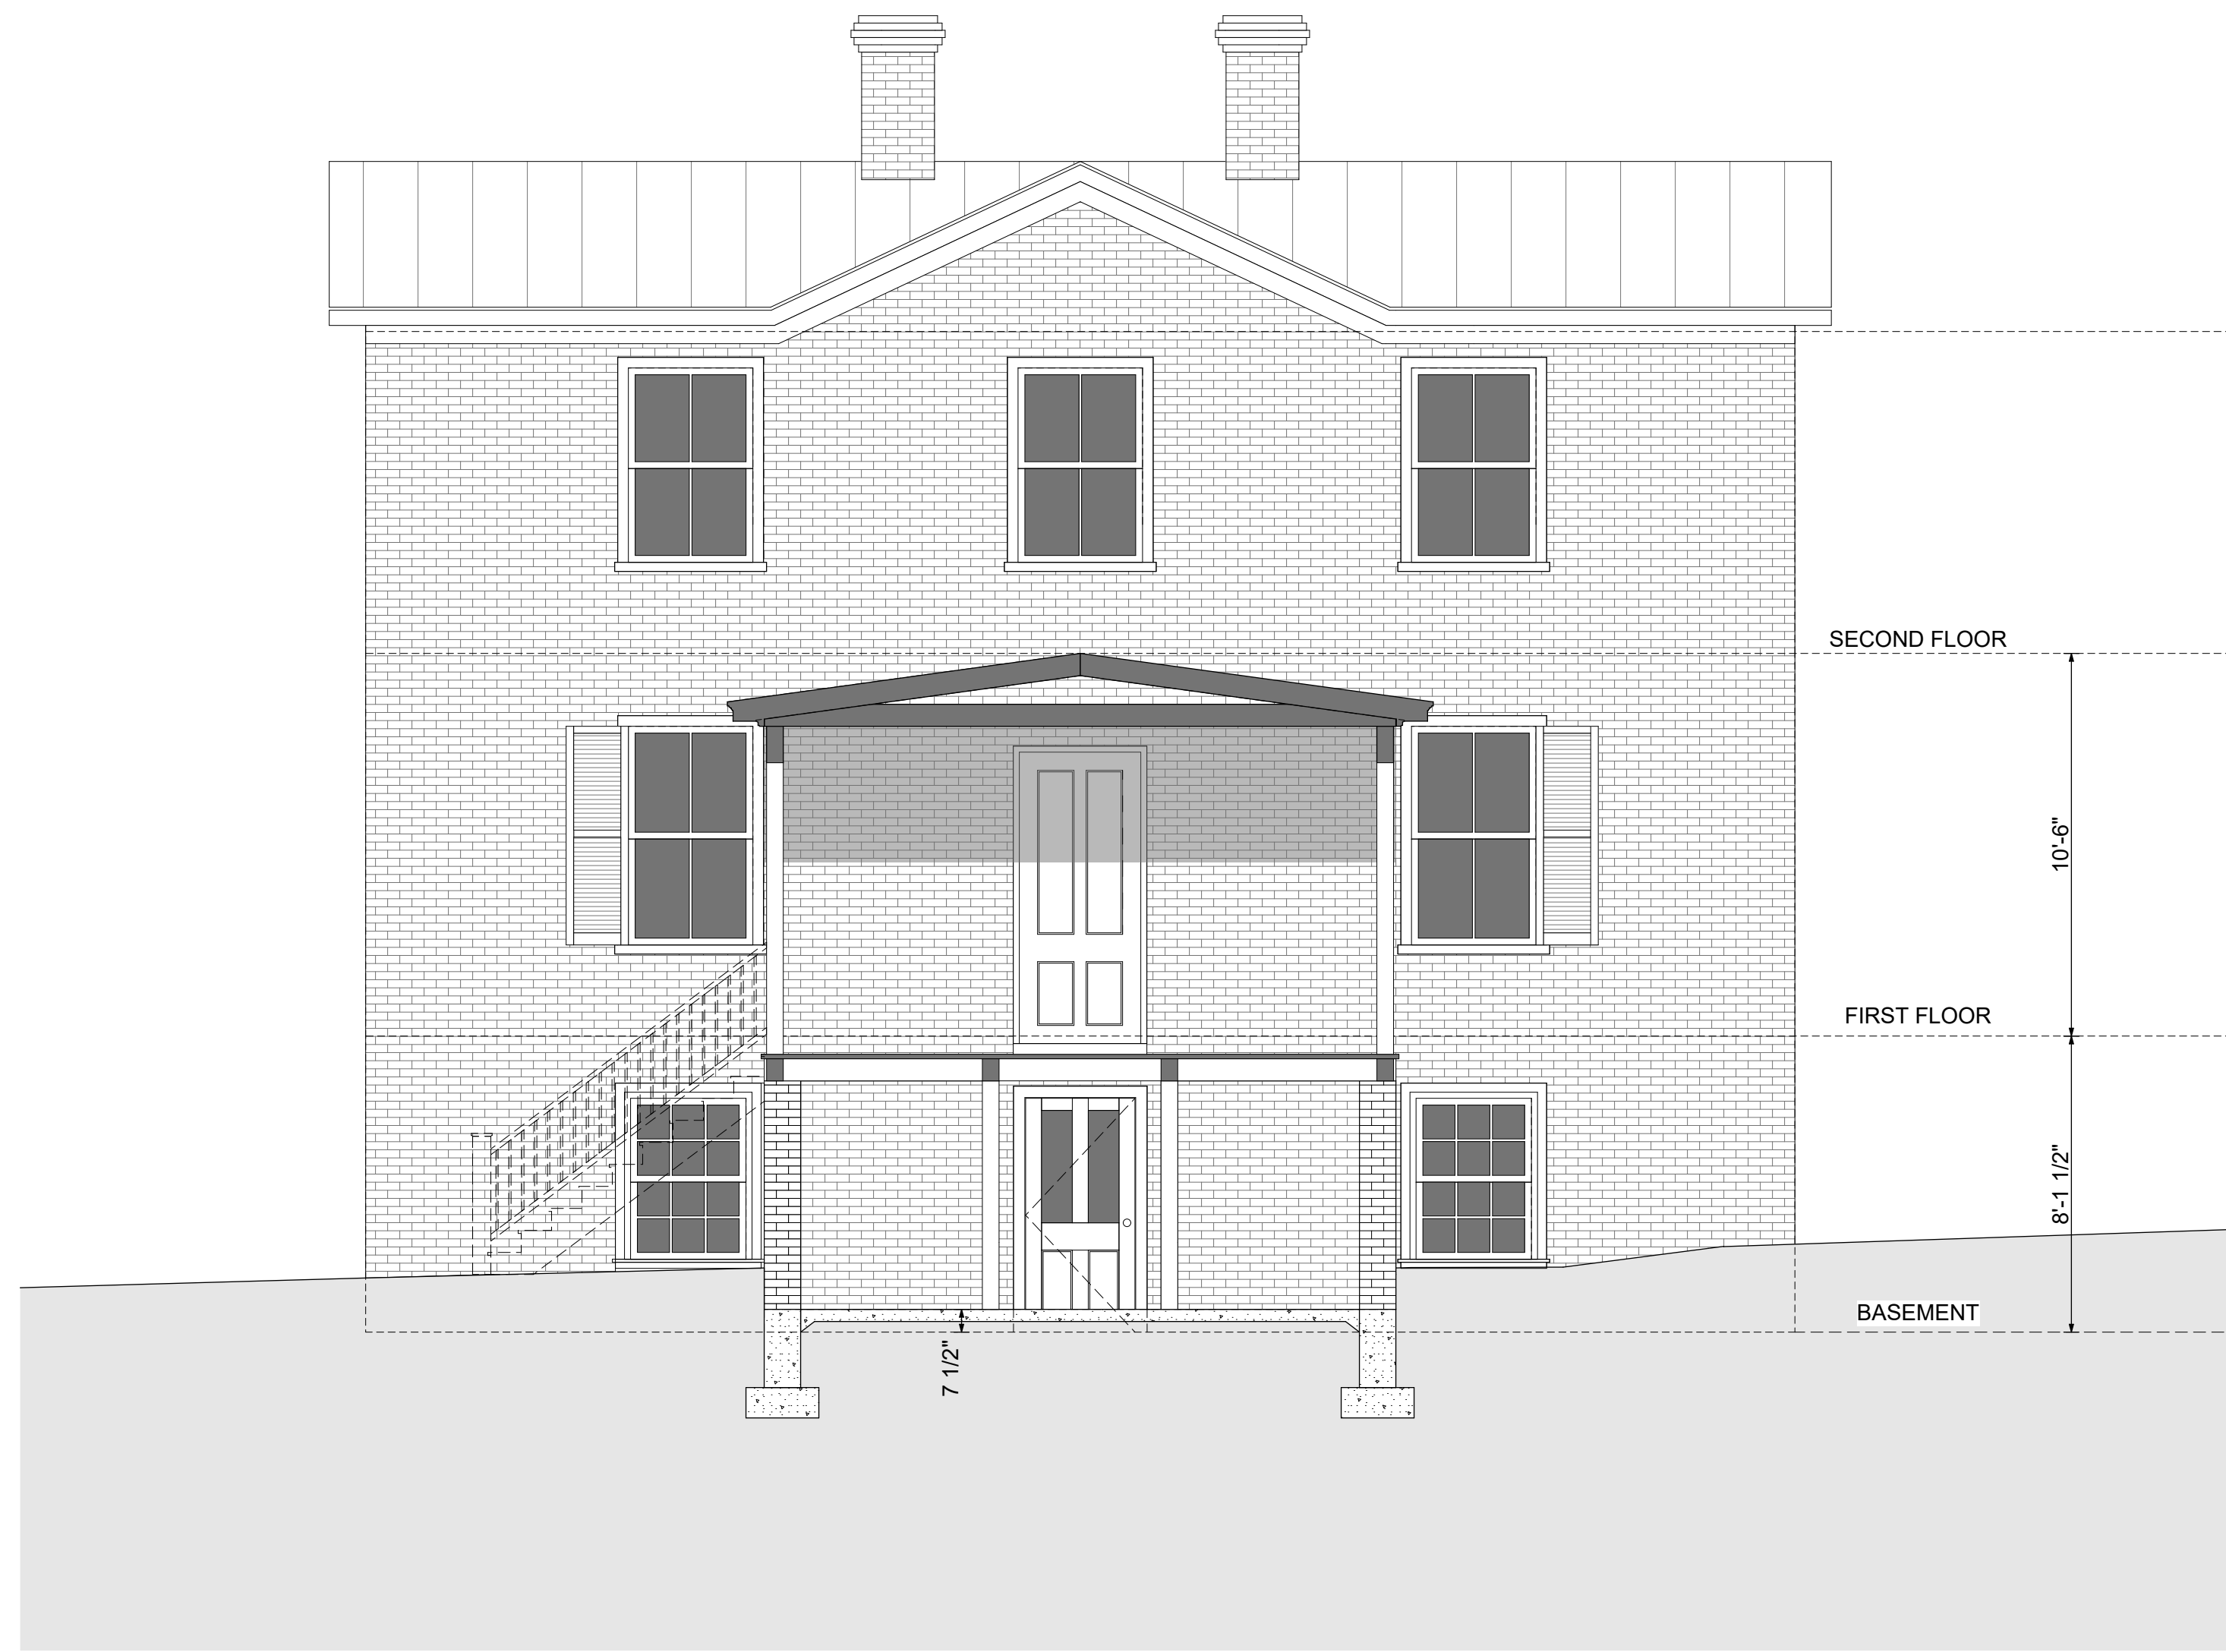 SECOND FLOOR
10'-6"
FIRST FLOOR
8'-1 1/2"
BASEMENT
7 1/2"